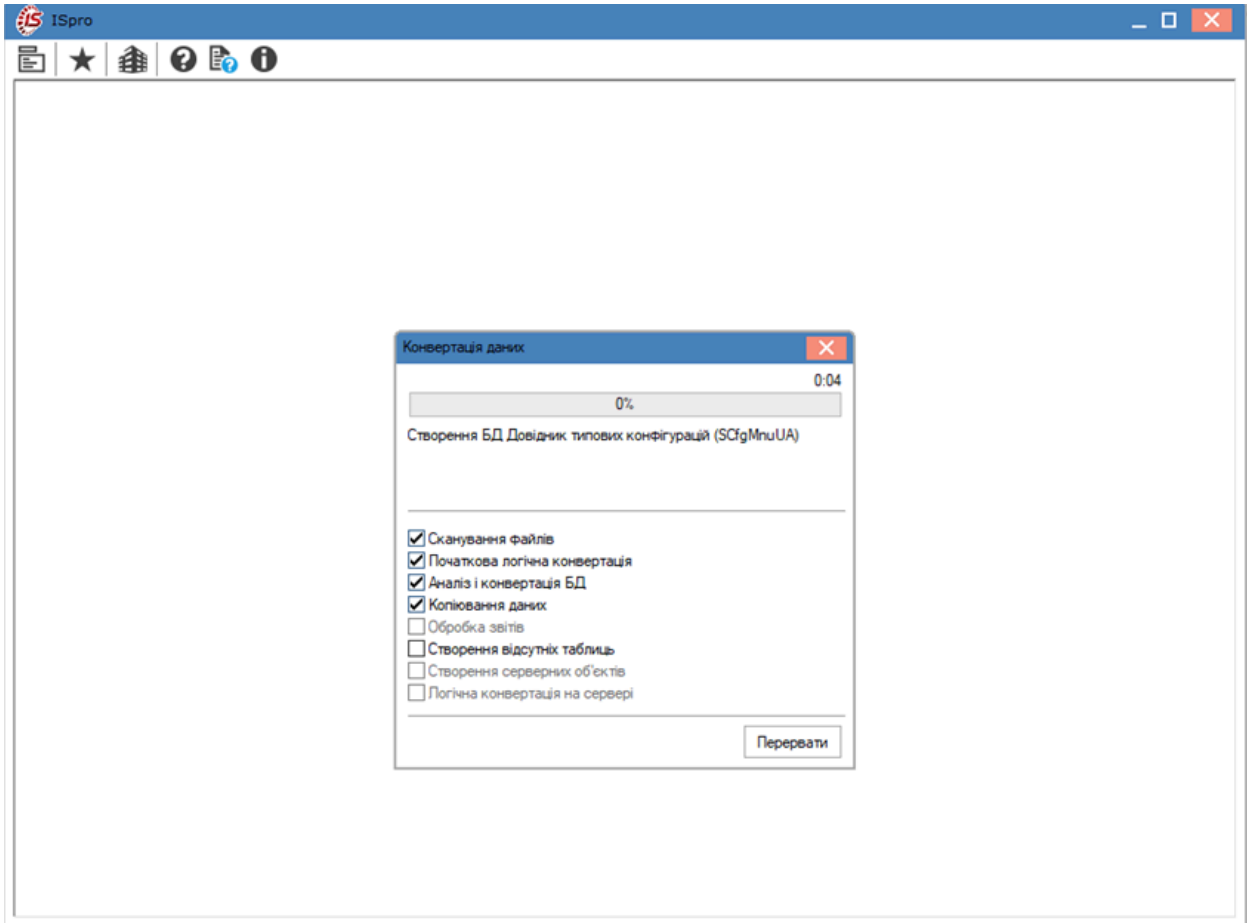 ISpro
Конвертація даних
0:04
0%
Створення БД Довідник типових конфігурацій (SCfgMnuUA)
Сканування файлів
Початкова логічна конвертація
Аналіз і конвертація БД
Копіювання даних
Обробка звітів
Створення відсутніх таблиць
Створення серверних об'єктів
Логічна конвертація на сервері
Перервати